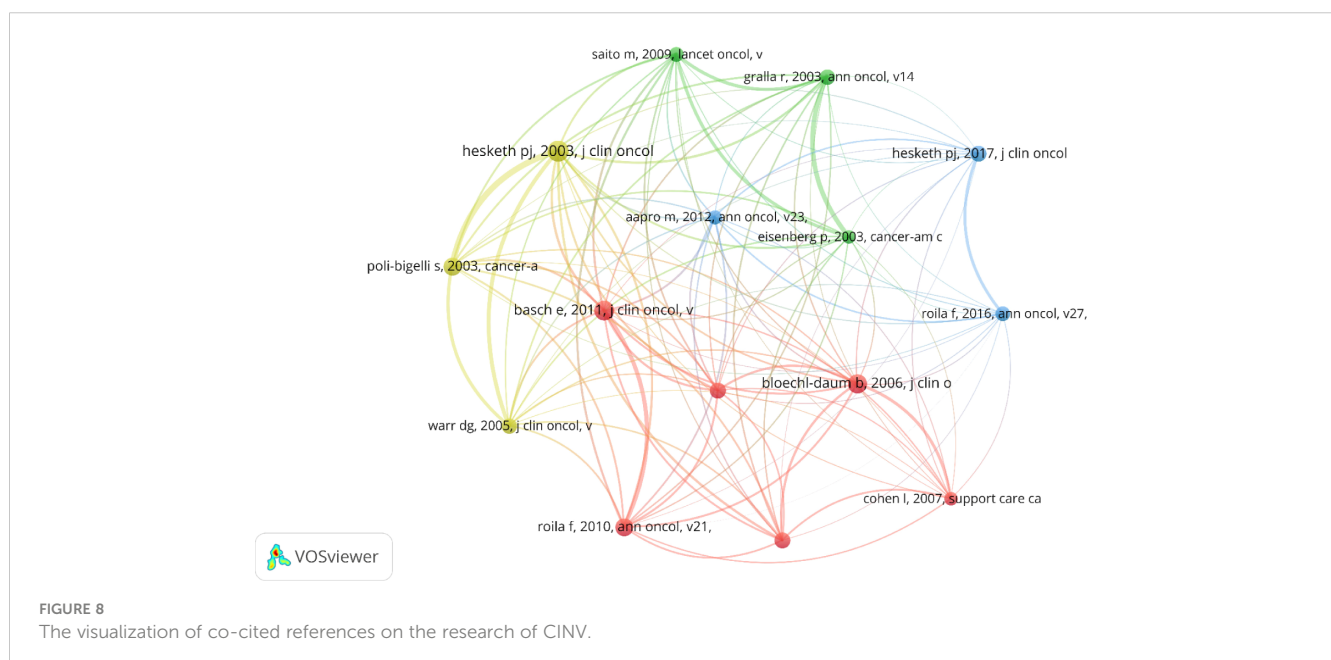 saito m, 2009, lancet oncol, v
gralla r, 2003, ann oncol, v14
hesketh pj, 2003, j clin oncol
hesketh pj, 2017, j clin oncol
aapro m, 2012, ann oncol, v23,
eisenberg p, 2003, cancer-am c
poli-bigelli s, 2003, cancer-a
basch e, 2011, j clin oncol, v
roila f, 2016, ann oncol, v27,
bloechl-daum b, 2006, j clin o
warr dg, 2005, j clin oncol, v
cohen l, 2007, support care ca
roila f, 2010, ann oncol, v21,
VOSviewer
FIGURE 8
The visualization of co-cited references on the research of CINV.